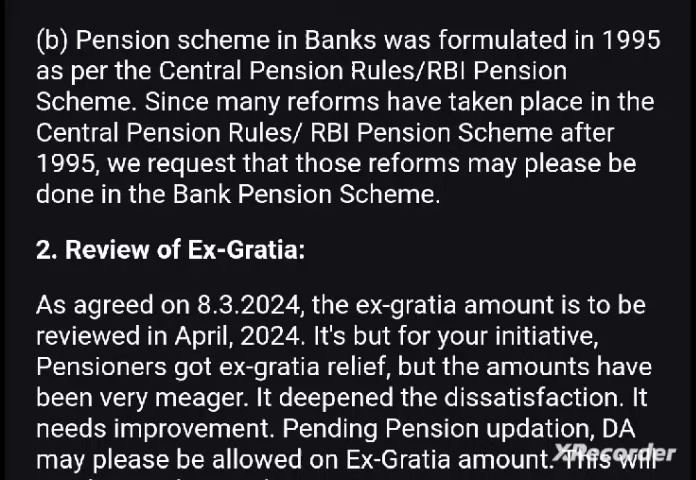 (b) Pension scheme in Banks was formulated in 1995
as per the Central Pension Rules/RBI Pension
Scheme. Since many reforms have taken place in the
Central Pension Rules/ RBI Pension Scheme after
1995, we request that those reforms may please be
done in the Bank Pension Scheme.
2. Review of Ex-Gratia:
As agreed on 8.3.2024, the ex-gratia amount is to be
reviewed in April, 2024. It's but for your initiative,
Pensioners got ex-gratia relief, but the amounts have
been very meager. It deepened the dissatisfaction. It
needs improvement. Pending Pension updation, DA
may please be allowed on Ex-Gratia amount. This will
XRecorder